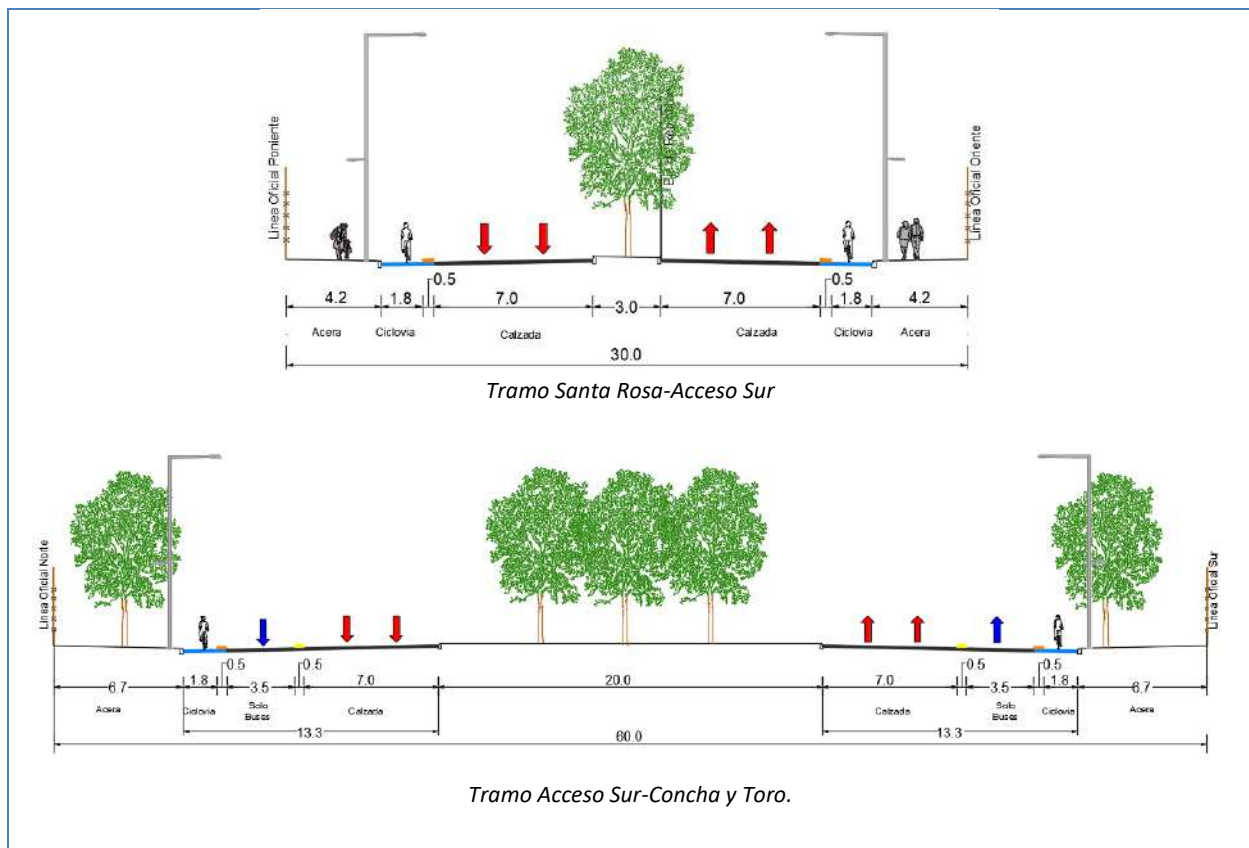 Línea Oficial Poniente
Línea Oficial Oriente
0.5 0.5
4.2 1.8 7.0 3.0 7.0 1.8 4.2
Acera Ciclovia Calzada Calzada Ciclovia Acera
30.0
Tramo Santa Rosa-Acceso Sur
Línea Oficial Norte
Línea Oficial Sur
0.5 0.5 0.5 0.5
6.7 1.8 3.5 7.0 20.0 7.0 3.5 1.8 6.7
Acera Ciclovia Solo Buses Calzada Calzada Solo Buses Ciclovia Acera
13.3 13.3
60.0
Tramo Acceso Sur-Concha y Toro.